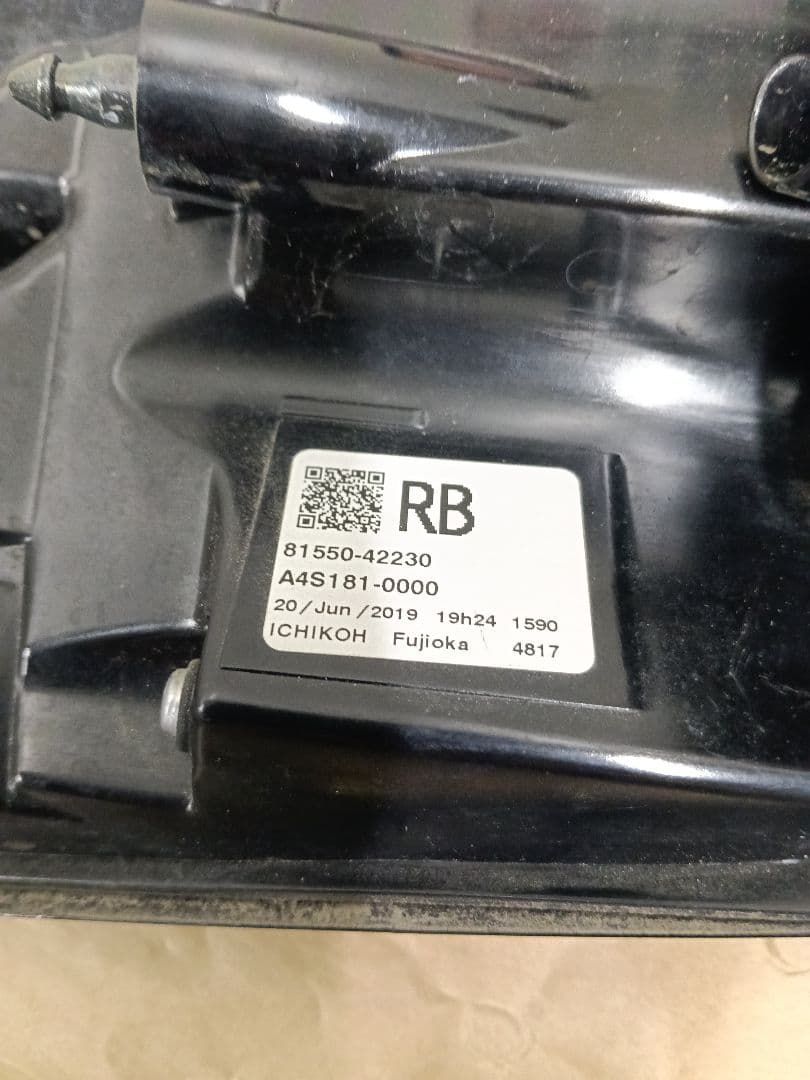 RB
81550-42230
A4S181-0000
20/Jun/2019 19h24 1590
ICHIKOH Fujioka 4817